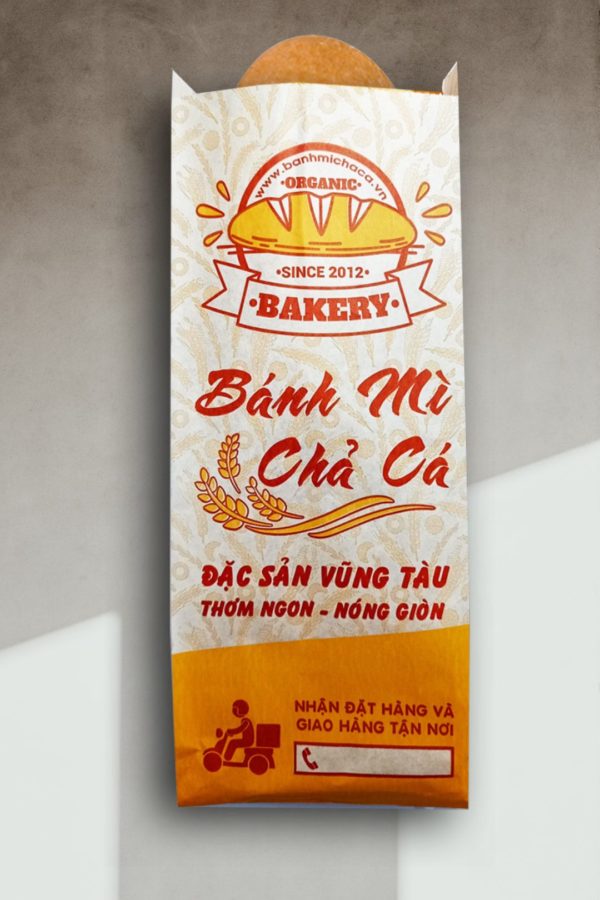 www.banhmichaca.vn
•ORGANIC•
•SINCE 2012•
•BAKERY•
Bánh Mì
Chả Cá
ĐẶC SẢN VŨNG TÀU
THƠM NGON - NÓNG GIÒN
NHẬN ĐẶT HÀNG VÀ
GIAO HÀNG TẬN NƠI